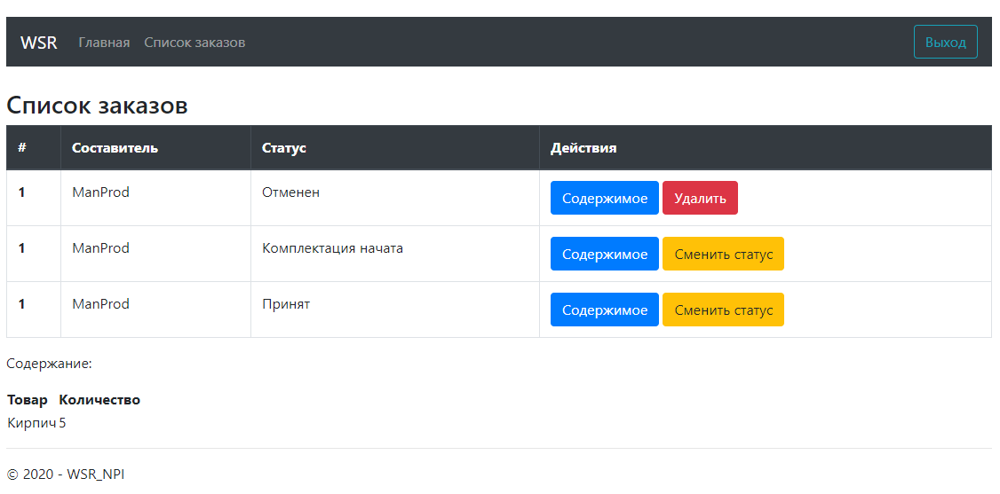 WSR Главная Список заказов Выход
Список заказов
# Составитель Статус Действия
1 ManProd Отменен Содержимое Удалить
1 ManProd Комплектация начата Содержимое Сменить статус
1 ManProd Принят Содержимое Сменить статус
Содержание:
Товар Количество
Кирпич 5
© 2020 - WSR_NPI